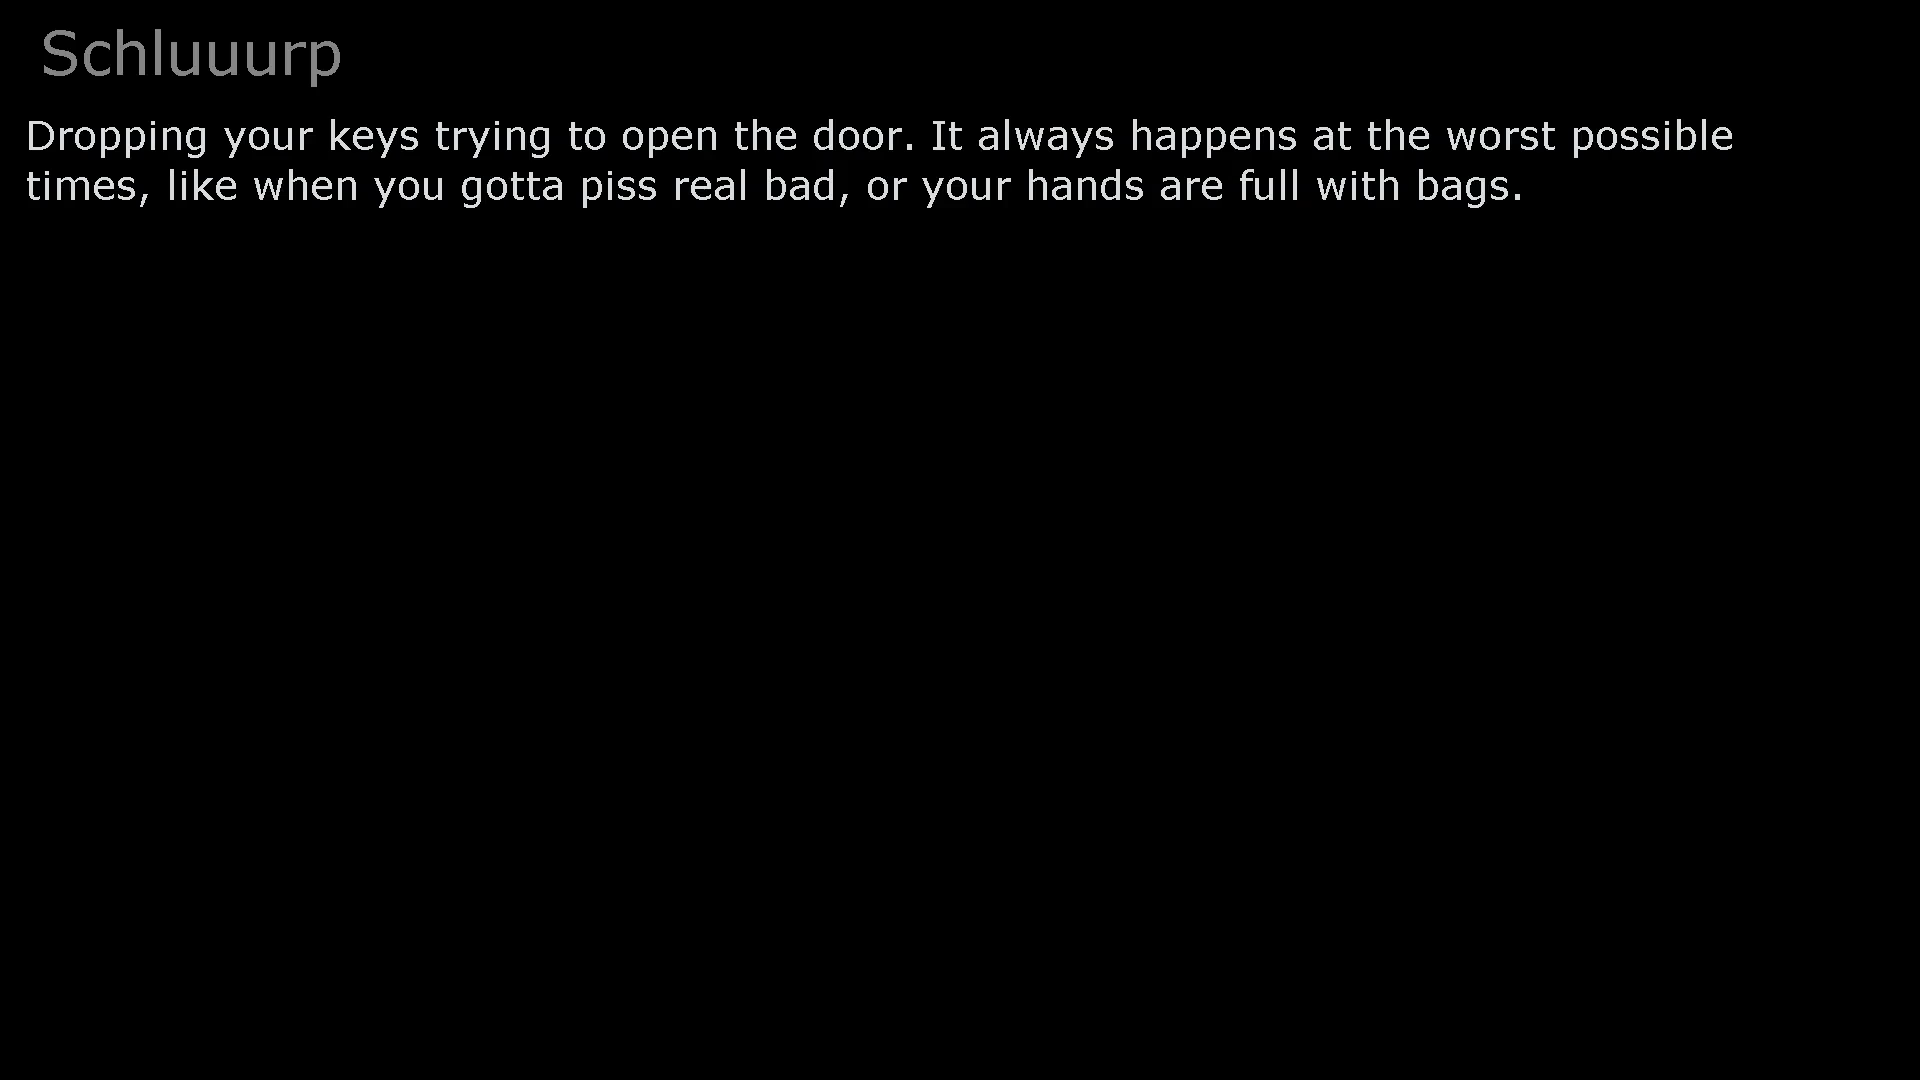 Schluuurp
Dropping your keys trying to open the door. It always happens at the worst possible
times, like when you gotta piss real bad, or your hands are full with bags.